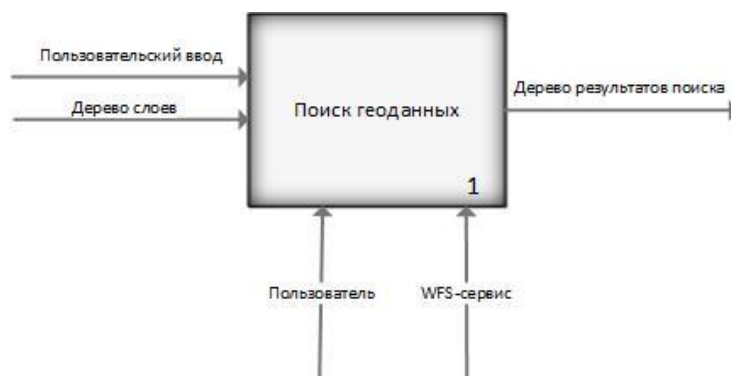 Пользовательский ввод
Дерево слоев
Поиск геоданных
1
Дерево результатов поиска
Пользователь
WFS-сервис